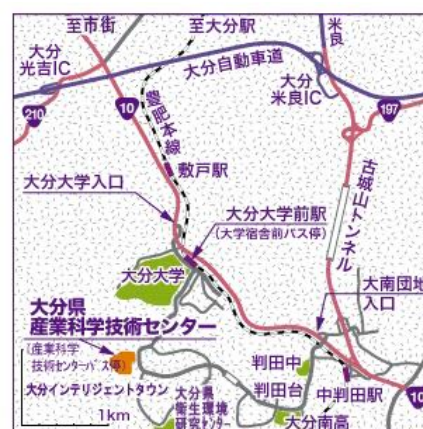 至市街
至大分駅
米良
大分
光吉IC
大分自動車道
大分
米良IC
210
10
197
豊肥本線
敷戸駅
大分大学入口
古城山トンネル
大分大学前駅
(大学宿舎前バス停)
大分大学
大南団地
入口
大分県
産業科学技術センター
(産業科学
技術センターバス停)
大分インテリジェントタウン
判田中
判田台
中判田駅
10
大分県
衛生環境
研究センター
大分南高
1km